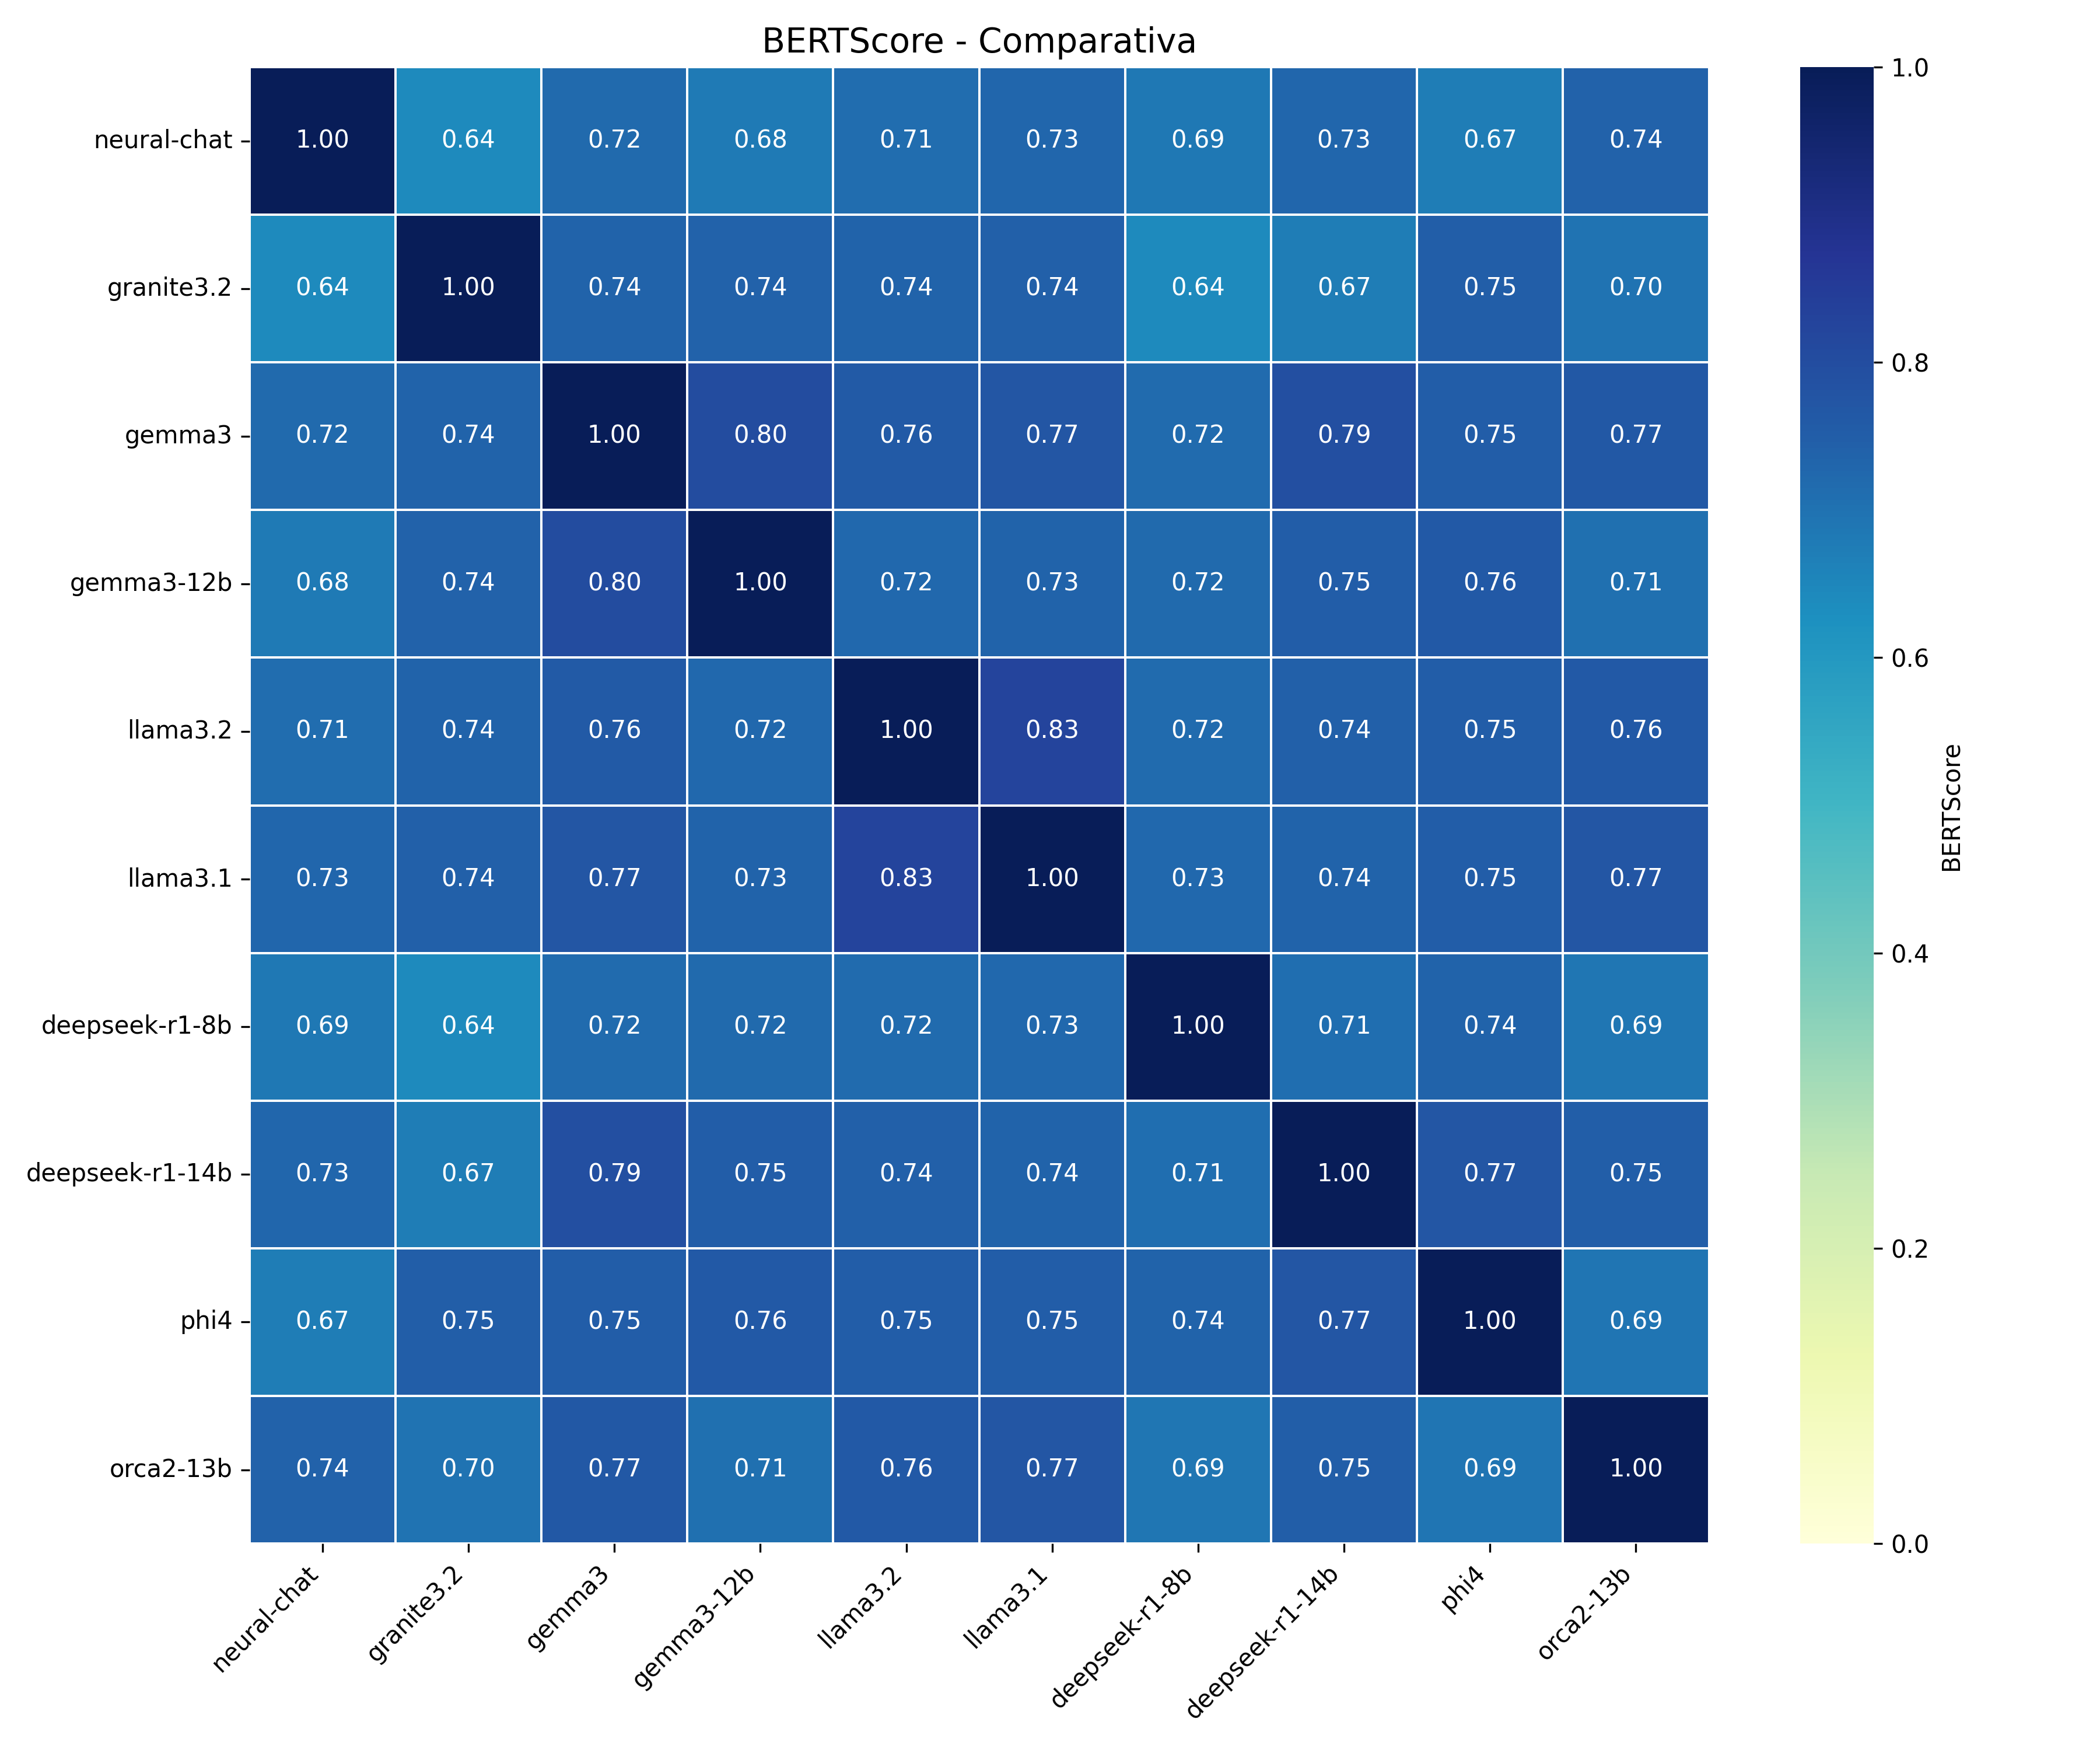 BERTScore - Comparativa
neural-chat 1.00 0.64 0.72 0.68 0.71 0.73 0.69 0.73 0.67 0.74
granite3.2 0.64 1.00 0.74 0.74 0.74 0.74 0.64 0.67 0.75 0.70
gemma3 0.72 0.74 1.00 0.80 0.76 0.77 0.72 0.79 0.75 0.77
gemma3-12b 0.68 0.74 0.80 1.00 0.72 0.73 0.72 0.75 0.76 0.71
llama3.2 0.71 0.74 0.76 0.72 1.00 0.83 0.72 0.74 0.75 0.76
llama3.1 0.73 0.74 0.77 0.73 0.83 1.00 0.73 0.74 0.75 0.77
deepseek-r1-8b 0.69 0.64 0.72 0.72 0.72 0.73 1.00 0.71 0.74 0.69
deepseek-r1-14b 0.73 0.67 0.79 0.75 0.74 0.74 0.71 1.00 0.77 0.75
phi4 0.67 0.75 0.75 0.76 0.75 0.75 0.74 0.77 1.00 0.69
orca2-13b 0.74 0.70 0.77 0.71 0.76 0.77 0.69 0.75 0.69 1.00
neural-chat
granite3.2
gemma3
gemma3-12b
llama3.2
llama3.1
deepseek-r1-8b
deepseek-r1-14b
phi4
orca2-13b
1.0
0.8
0.6
0.4
0.2
0.0
BERTScore